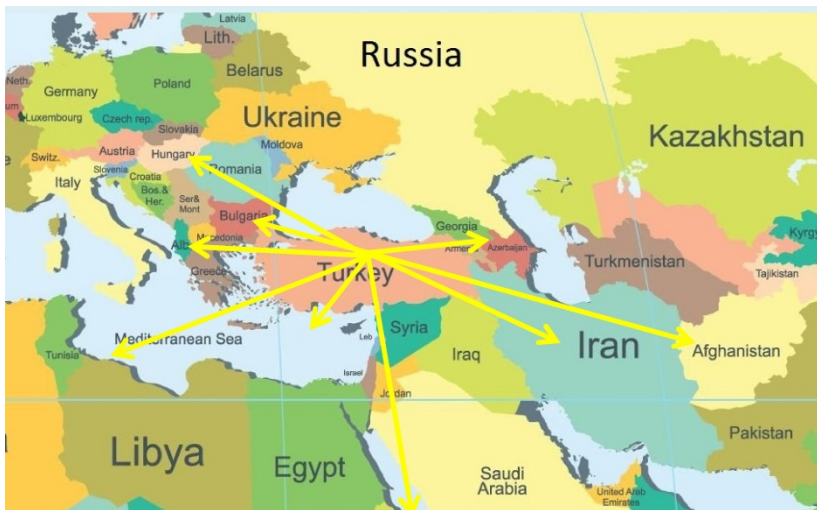 Latvia
Lith.
Russia
Belarus
Neth.
Germany
Poland
Luxembourg
Czech rep.
Ukraine
Kazakhstan
Slovakia
Moldova
Austria
Hungary
Switz.
Slovenia
Romania
Croatia
Italy
Bos.&
Her.
Ser&
Mont
Bulgaria
Georgia
Kyrgy
Macedonia
Alb
Armen
Azerbaijan
Turkmenistan
Tajikistan
Greece
Turkey
Mediterranean Sea
Syria
Leb
Iran
Afghanistan
Tunisia
Iraq
Israel
Jordan
Pakistan
Libya
Egypt
Saudi
Arabia
United Arab
Emirates